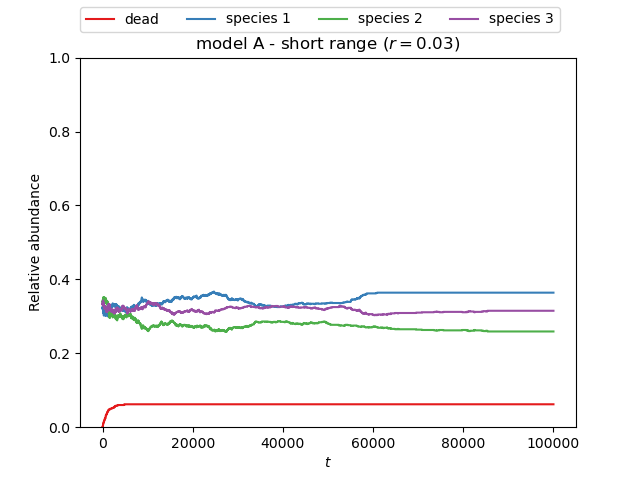 dead species 1 species 2 species 3
model A - short range (r = 0.03)
Relative abundance
1.0
0.8
0.6
0.4
0.2
0.0
0 20000 40000 60000 80000 100000
t